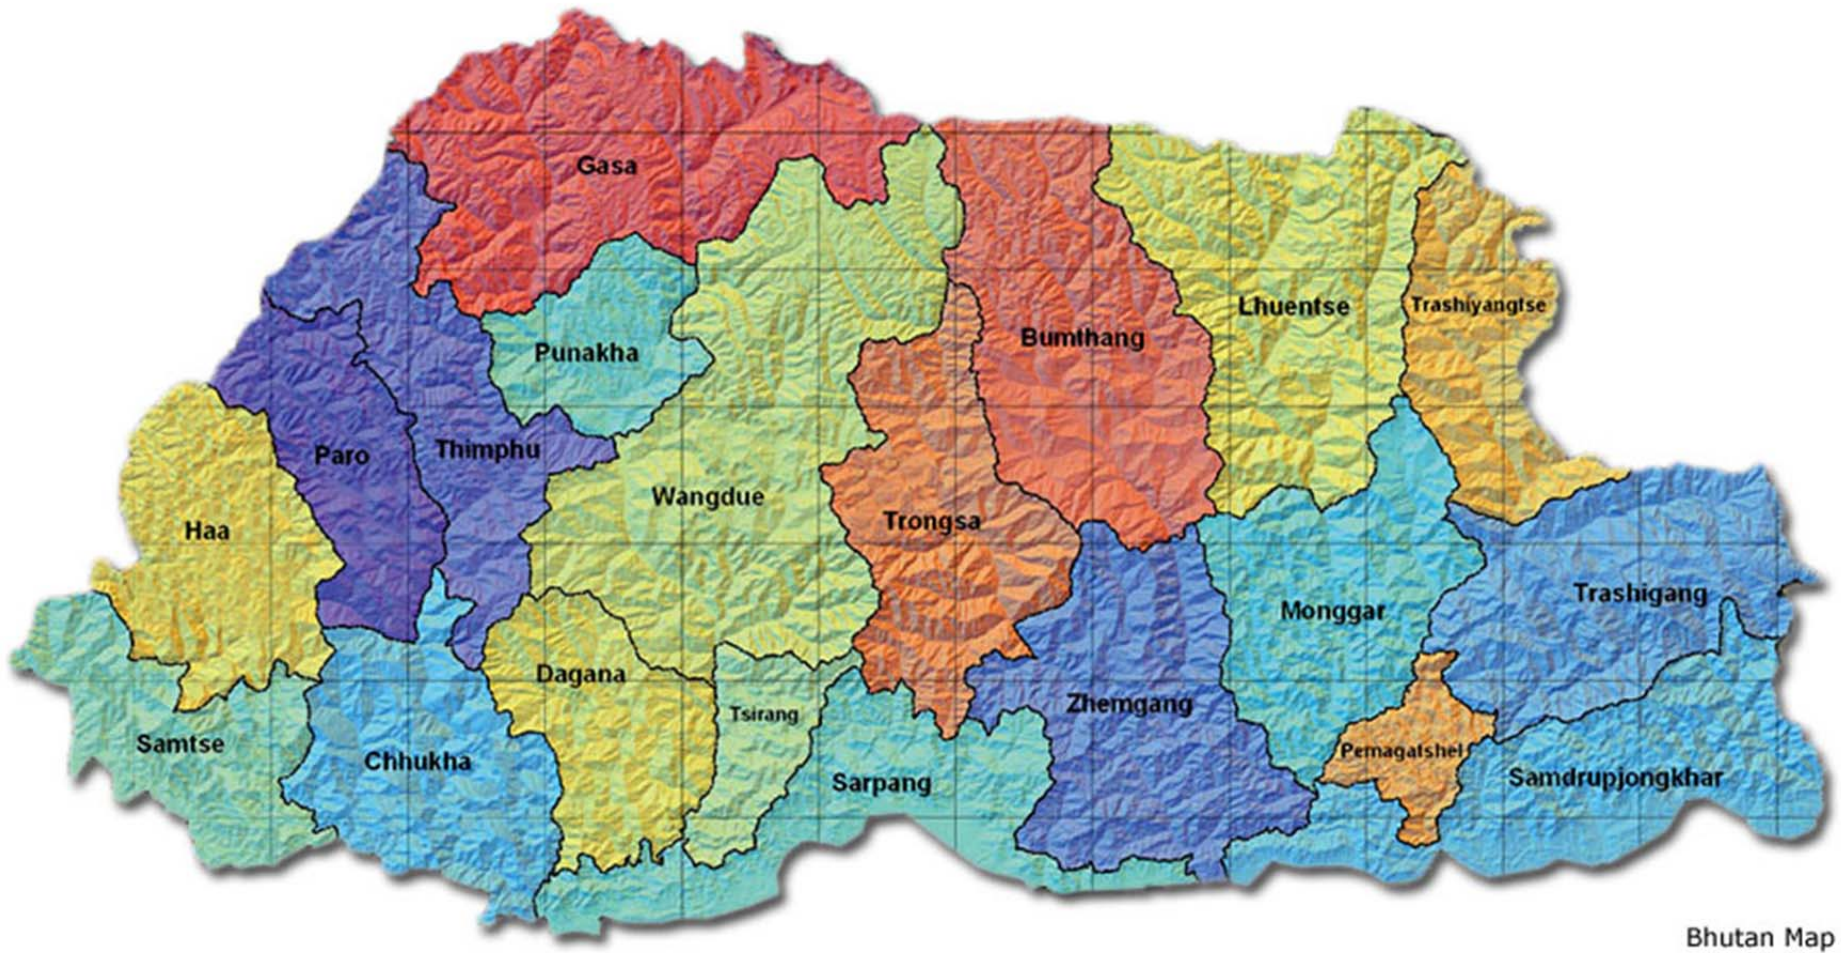 Gasa
Lhuentse
Trashiyangtse
Bumthang
Punakha
Thimphu
Paro
Wangdue
Trongsa
Haa
Trashigang
Monggar
Dagana
Zhemgang
Tsirang
Samtse
Pemagatshel
Chhukha
Sarpang
Samdrupjongkhar
Bhutan Map